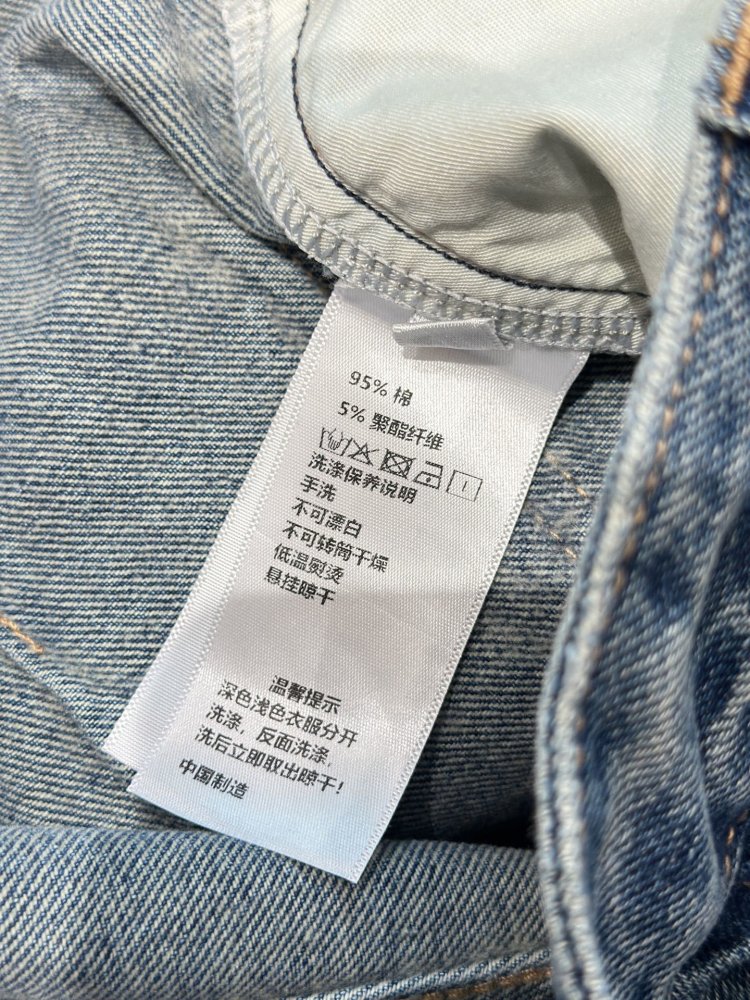 95% 棉
5% 聚酯纤维
洗涤保养说明
手洗
不可漂白
不可转筒干燥
低温熨烫
悬挂晾干
温馨提示
深色浅色衣服分开
洗涤，反面洗涤，
洗后立即取出晾干！
中国制造